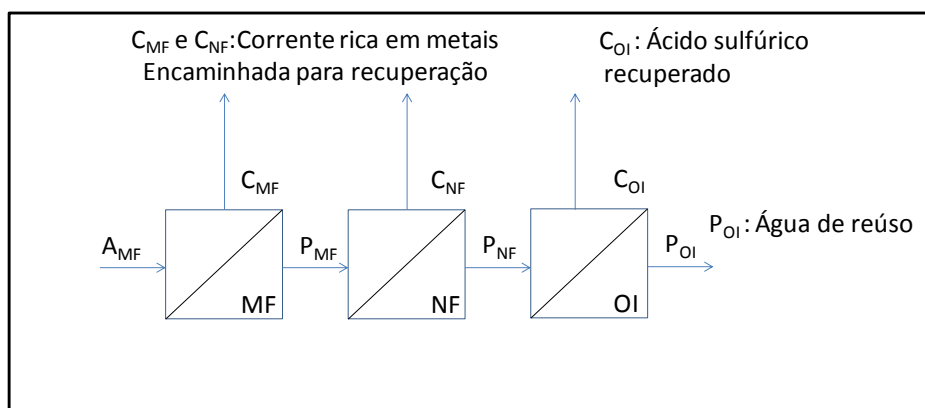 C_MF e C_NF:Corrente rica em metais
Encaminhada para recuperação
C_OI : Ácido sulfúrico
recuperado
C_MF
C_NF
C_OI
P_OI : Água de reúso
A_MF
P_MF
P_NF
P_OI
MF
NF
OI